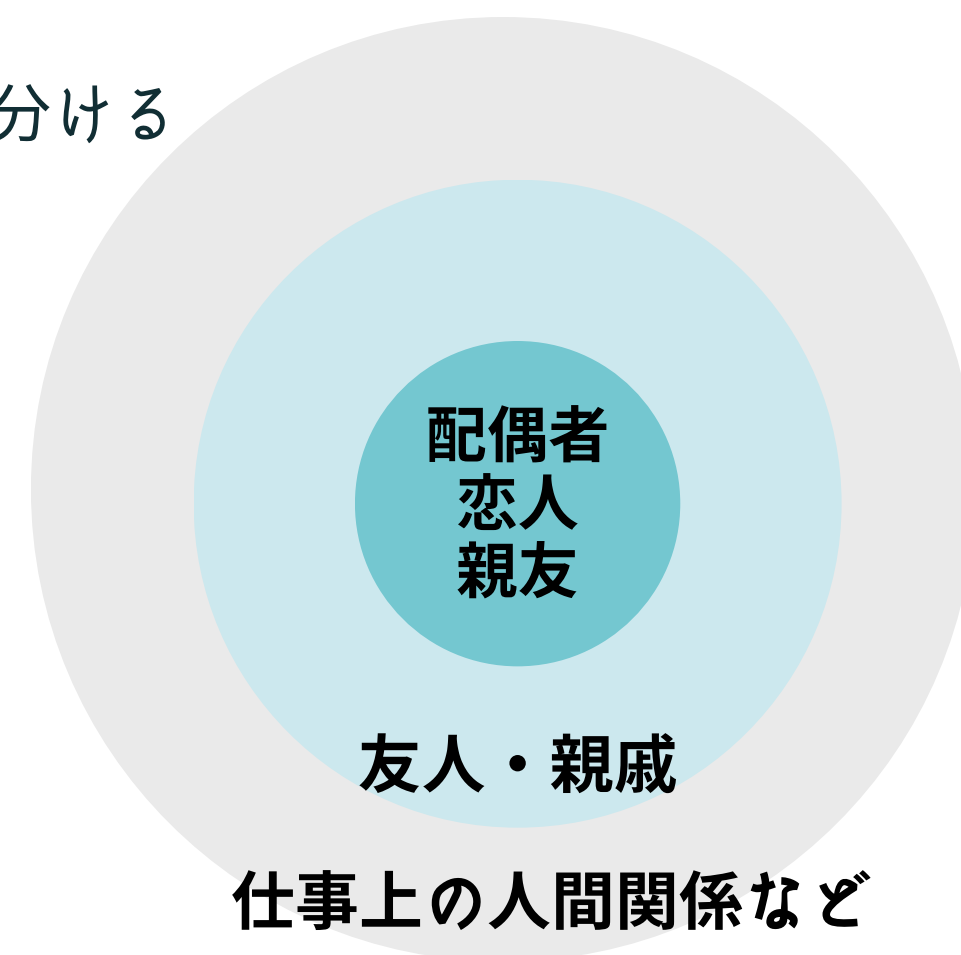 分ける
配偶者
恋人
親友
友人・親戚
仕事上の人間関係など